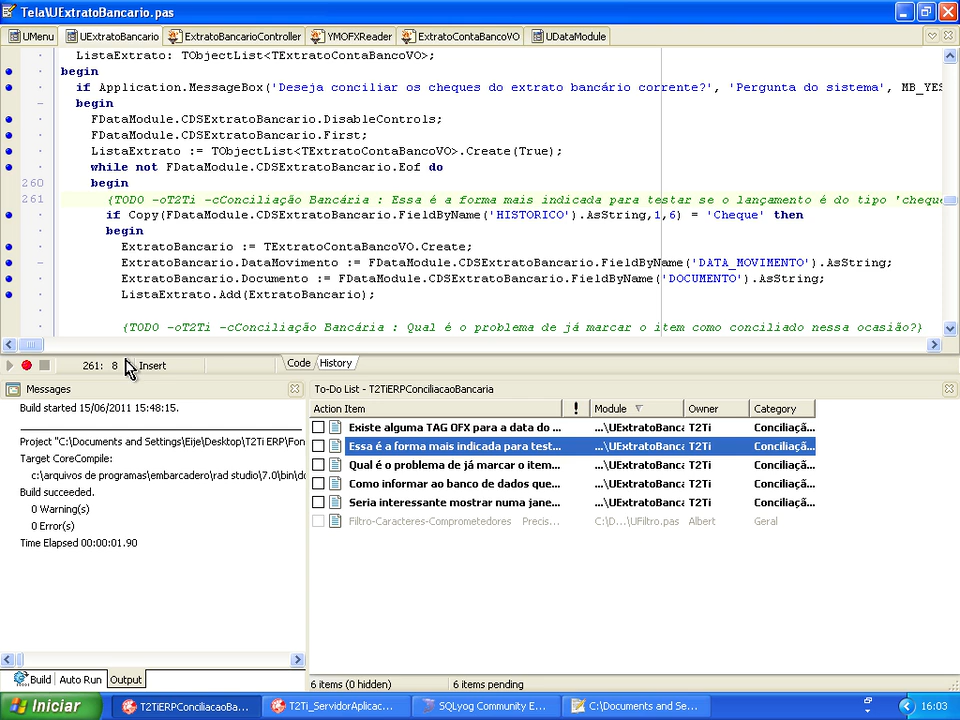 Tela\UExtratoBancario.pas
UMenu UExtratoBancario ExtratoBancarioController YMOFXReader ExtratoContaBancoVO UDataModule
ListaExtrato: TObjectList<TExtratoContaBancoVO>;
begin
if Application.MessageBox('Deseja conciliar os cheques do extrato bancário corrente?', 'Pergunta do sistema', MB_YES
begin
FDataModule.CDSExtratoBancario.DisableControls;
FDataModule.CDSExtratoBancario.First;
ListaExtrato := TObjectList<TExtratoContaBancoVO>.Create(True);
while not FDataModule.CDSExtratoBancario.Eof do
260 begin
261 {TODO -oT2Ti -cConciliação Bancária : Essa é a forma mais indicada para testar se o lançamento é do tipo 'cheque
if Copy(FDataModule.CDSExtratoBancario.FieldByName('HISTORICO').AsString,1,6) = 'Cheque' then
begin
ExtratoBancario := TExtratoContaBancoVO.Create;
ExtratoBancario.DataMovimento := FDataModule.CDSExtratoBancario.FieldByName('DATA_MOVIMENTO').AsString;
ExtratoBancario.Documento := FDataModule.CDSExtratoBancario.FieldByName('DOCUMENTO').AsString;
ListaExtrato.Add(ExtratoBancario);
{TODO -oT2Ti -cConciliação Bancária : Qual é o problema de já marcar o item como conciliado nessa ocasião?}
261: 8 Insert Code History
Messages
Build started 15/06/2011 15:48:15.
Project "C:\Documents and Settings\Eije\Desktop\T2Ti ERP\Fon
Target CoreCompile:
c:\arquivos de programas\embarcadero\rad studio\7.0\bin\dc
Build succeeded.
0 Warning(s)
0 Error(s)
Time Elapsed 00:00:01.90
Build Auto Run Output
To-Do List - T2TiERPConciliacaoBancaria
Action Item ! Module Owner Category
Existe alguma TAG OFX para a data do ... ...\UExtratoBanca T2Ti Conciliaçã...
Essa é a forma mais indicada para test... ...\UExtratoBanca T2Ti Conciliaçã...
Qual é o problema de já marcar o item... ...\UExtratoBanca T2Ti Conciliaçã...
Como informar ao banco de dados que... ...\UExtratoBanca T2Ti Conciliaçã...
Seria interessante mostrar numa jane... ...\UExtratoBanca T2Ti Conciliaçã...
Filtro-Caracteres-Comprometedores Precis... C:\D...\UFiltro.pas Albert Geral
6 items (0 hidden) 6 items pending
Iniciar T2TiERPConciliacaoBa... T2Ti_ServidorAplicac... SQLyog Community E... C:\Documents and Se... 16:03